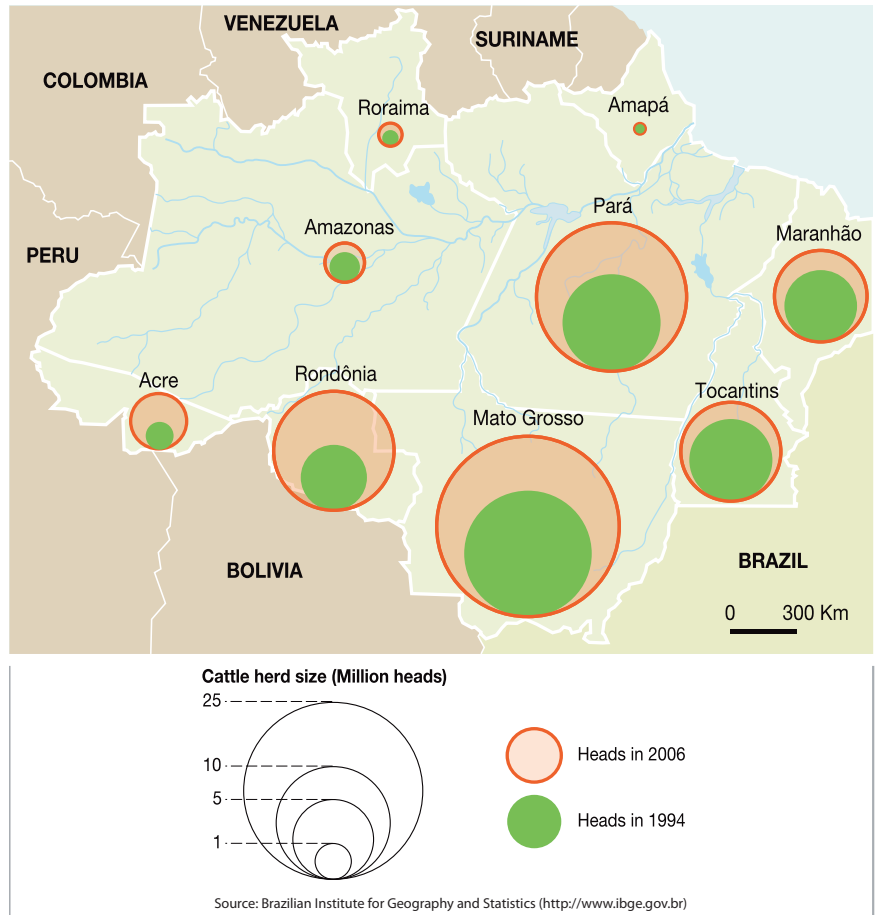 VENEZUELA
SURINAME
COLOMBIA
Roraima
Amapá
Pará
Amazonas
Maranhão
PERU
Rondônia
Acre
Tocantins
Mato Grosso
BRAZIL
BOLIVIA
0 300 Km
Cattle herd size (Million heads)
25
10
5
1
Heads in 2006
Heads in 1994
Source: Brazilian Institute for Geography and Statistics (http://www.ibge.gov.br)